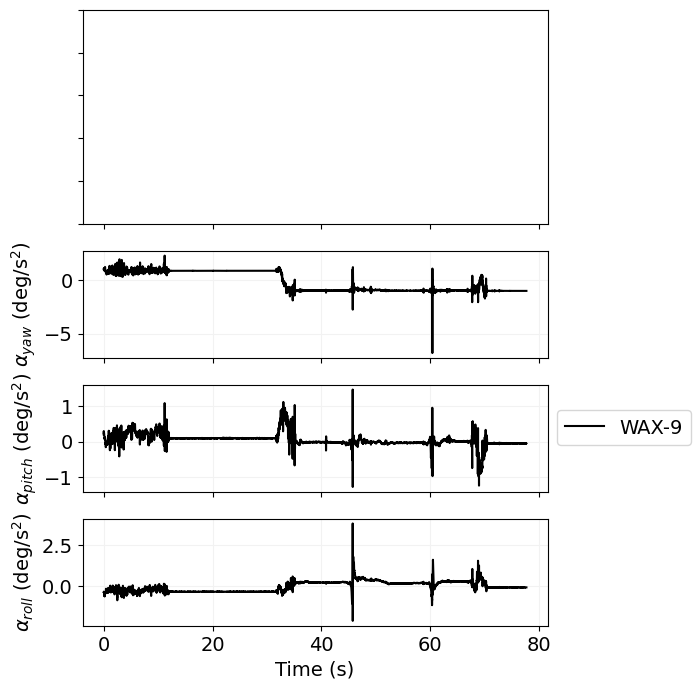 0
−5
α_yaw (deg/s²)
1
0
−1
α_pitch (deg/s²)
WAX-9
2.5
0.0
α_roll (deg/s²)
0 20 40 60 80
Time (s)